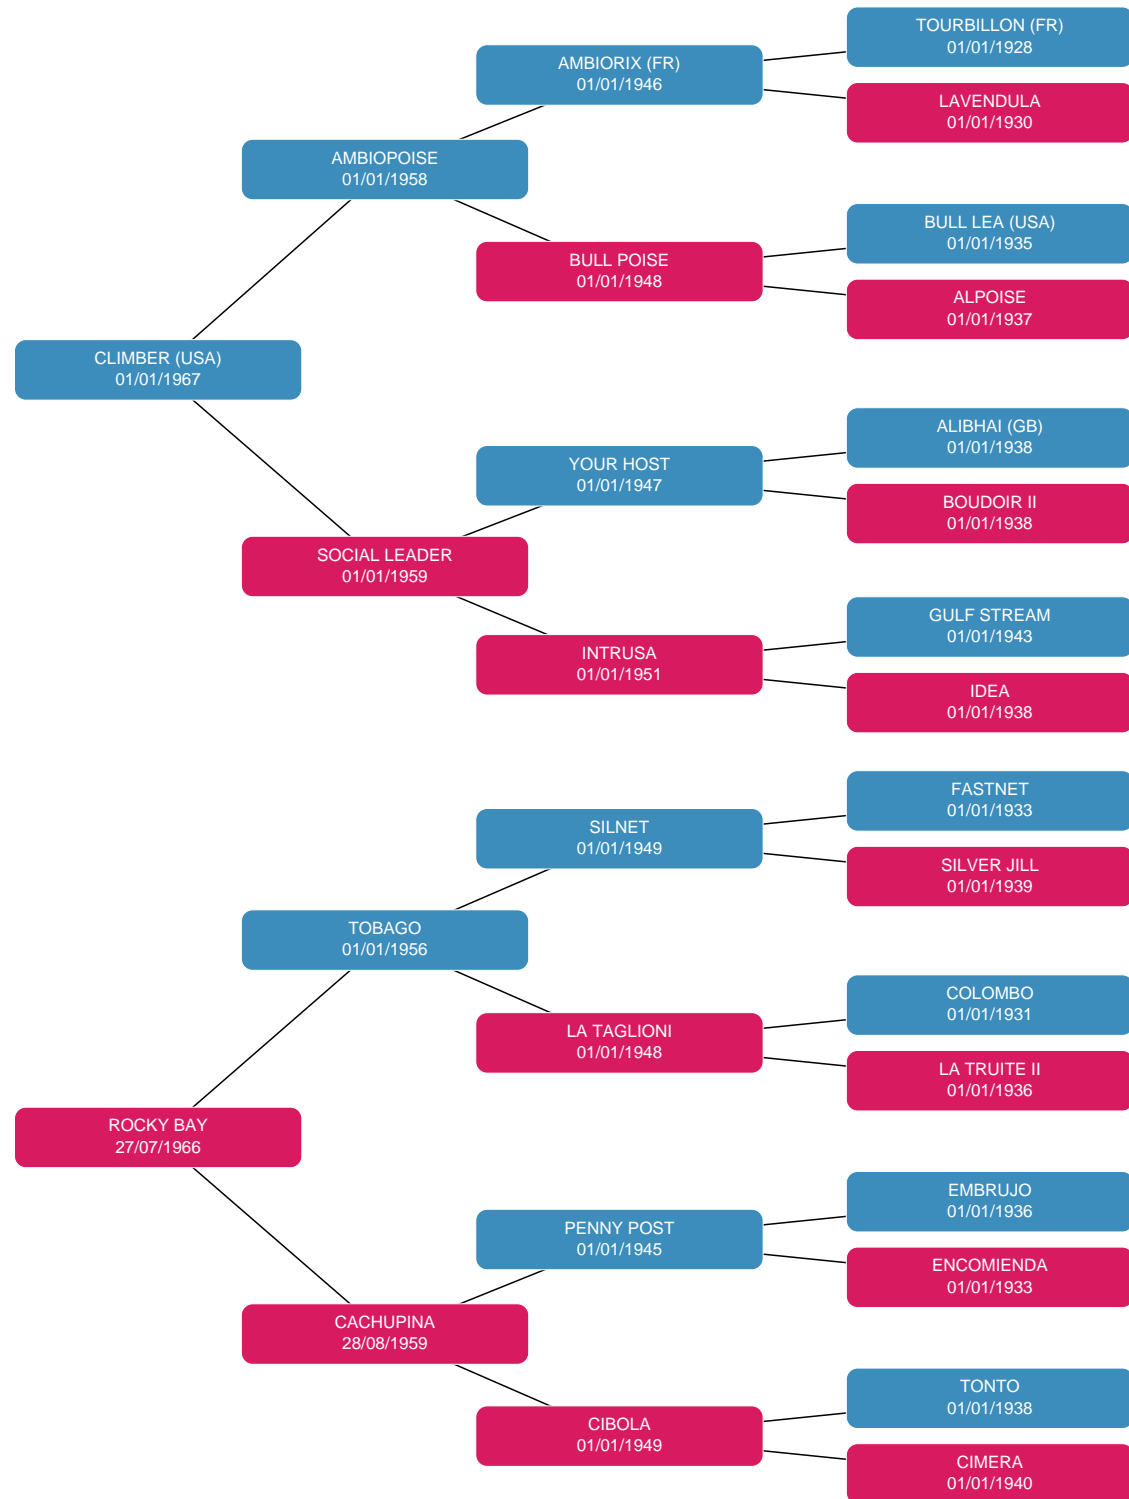 TOURBILLON (FR)
01/01/1928
AMBIORIX (FR)
01/01/1946
LAVENDULA
01/01/1930
AMBIOPOISE
01/01/1958
BULL LEA (USA)
01/01/1935
BULL POISE
01/01/1948
ALPOISE
01/01/1937
CLIMBER (USA)
01/01/1967
ALIBHAI (GB)
01/01/1938
YOUR HOST
01/01/1947
BOUDOIR II
01/01/1938
SOCIAL LEADER
01/01/1959
GULF STREAM
01/01/1943
INTRUSA
01/01/1951
IDEA
01/01/1938
FASTNET
01/01/1933
SILNET
01/01/1949
SILVER JILL
01/01/1939
TOBAGO
01/01/1956
COLOMBO
01/01/1931
LA TAGLIONI
01/01/1948
LA TRUITE II
01/01/1936
ROCKY BAY
27/07/1966
EMBRUJO
01/01/1936
PENNY POST
01/01/1945
ENCOMIENDA
01/01/1933
CACHUPINA
28/08/1959
TONTO
01/01/1938
CIBOLA
01/01/1949
CIMERA
01/01/1940